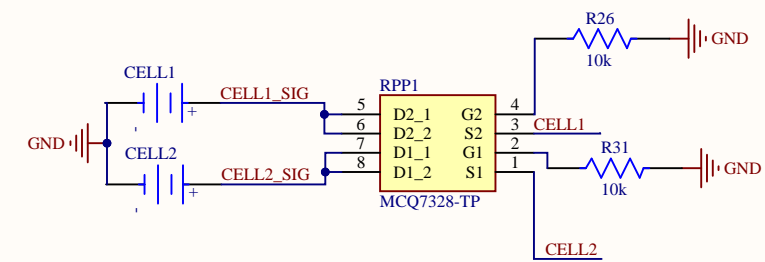 R26
GND
10k
CELL1
CELL1_SIG
+
RPP1
5 D2_1 G2 4
6 D2_2 S2 3 CELL1
7 D1_1 G1 2
8 D1_2 S1 1
MCQ7328-TP
GND
CELL2
CELL2_SIG
+
R31
GND
10k
CELL2